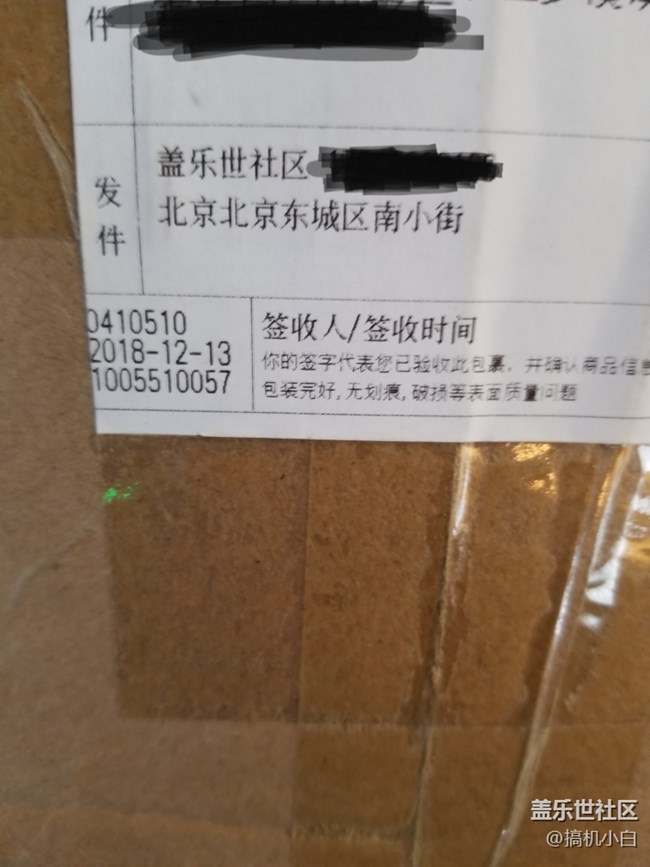 件
发件
盖乐世社区
北京北京东城区南小街
0410510
2018-12-13
1005510057
签收人/签收时间
你的签字代表您已验收此包裹，并确认商品信息
包装完好，无划痕，破损等表面质量问题
盖乐世社区
@搞机小白